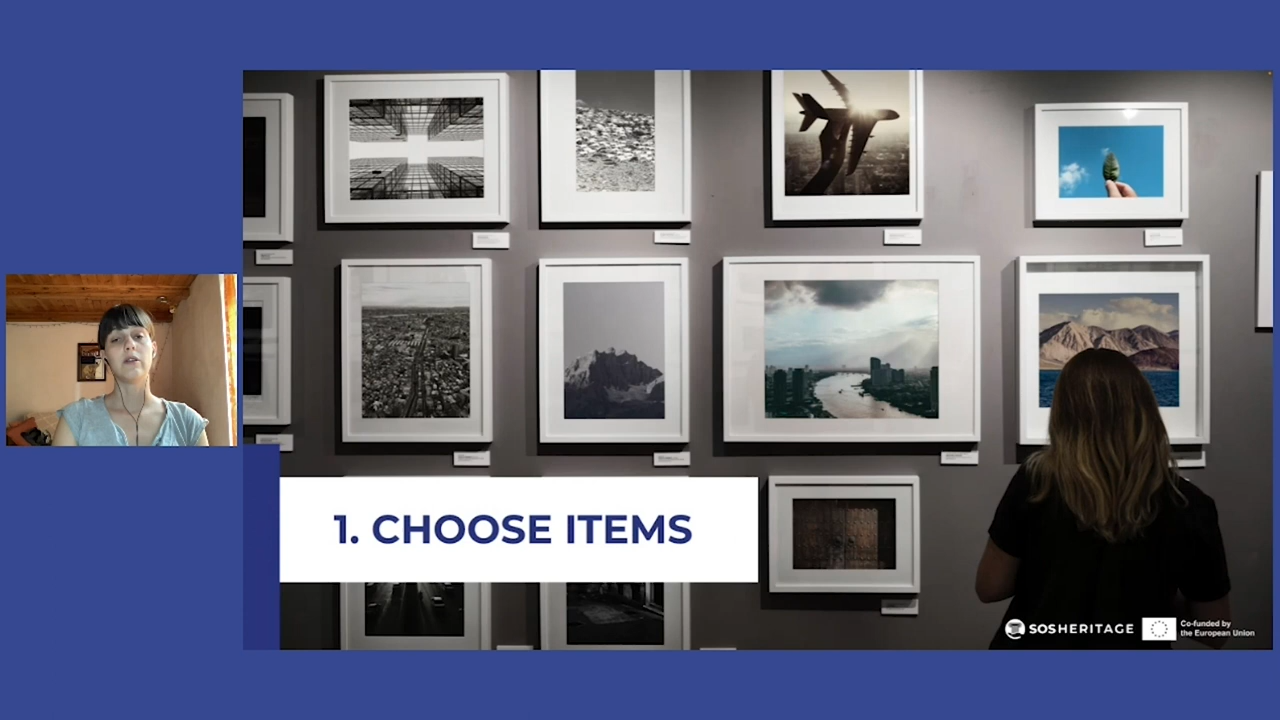 1. CHOOSE ITEMS
SOSHERITAGE
Co-funded by
the European Union